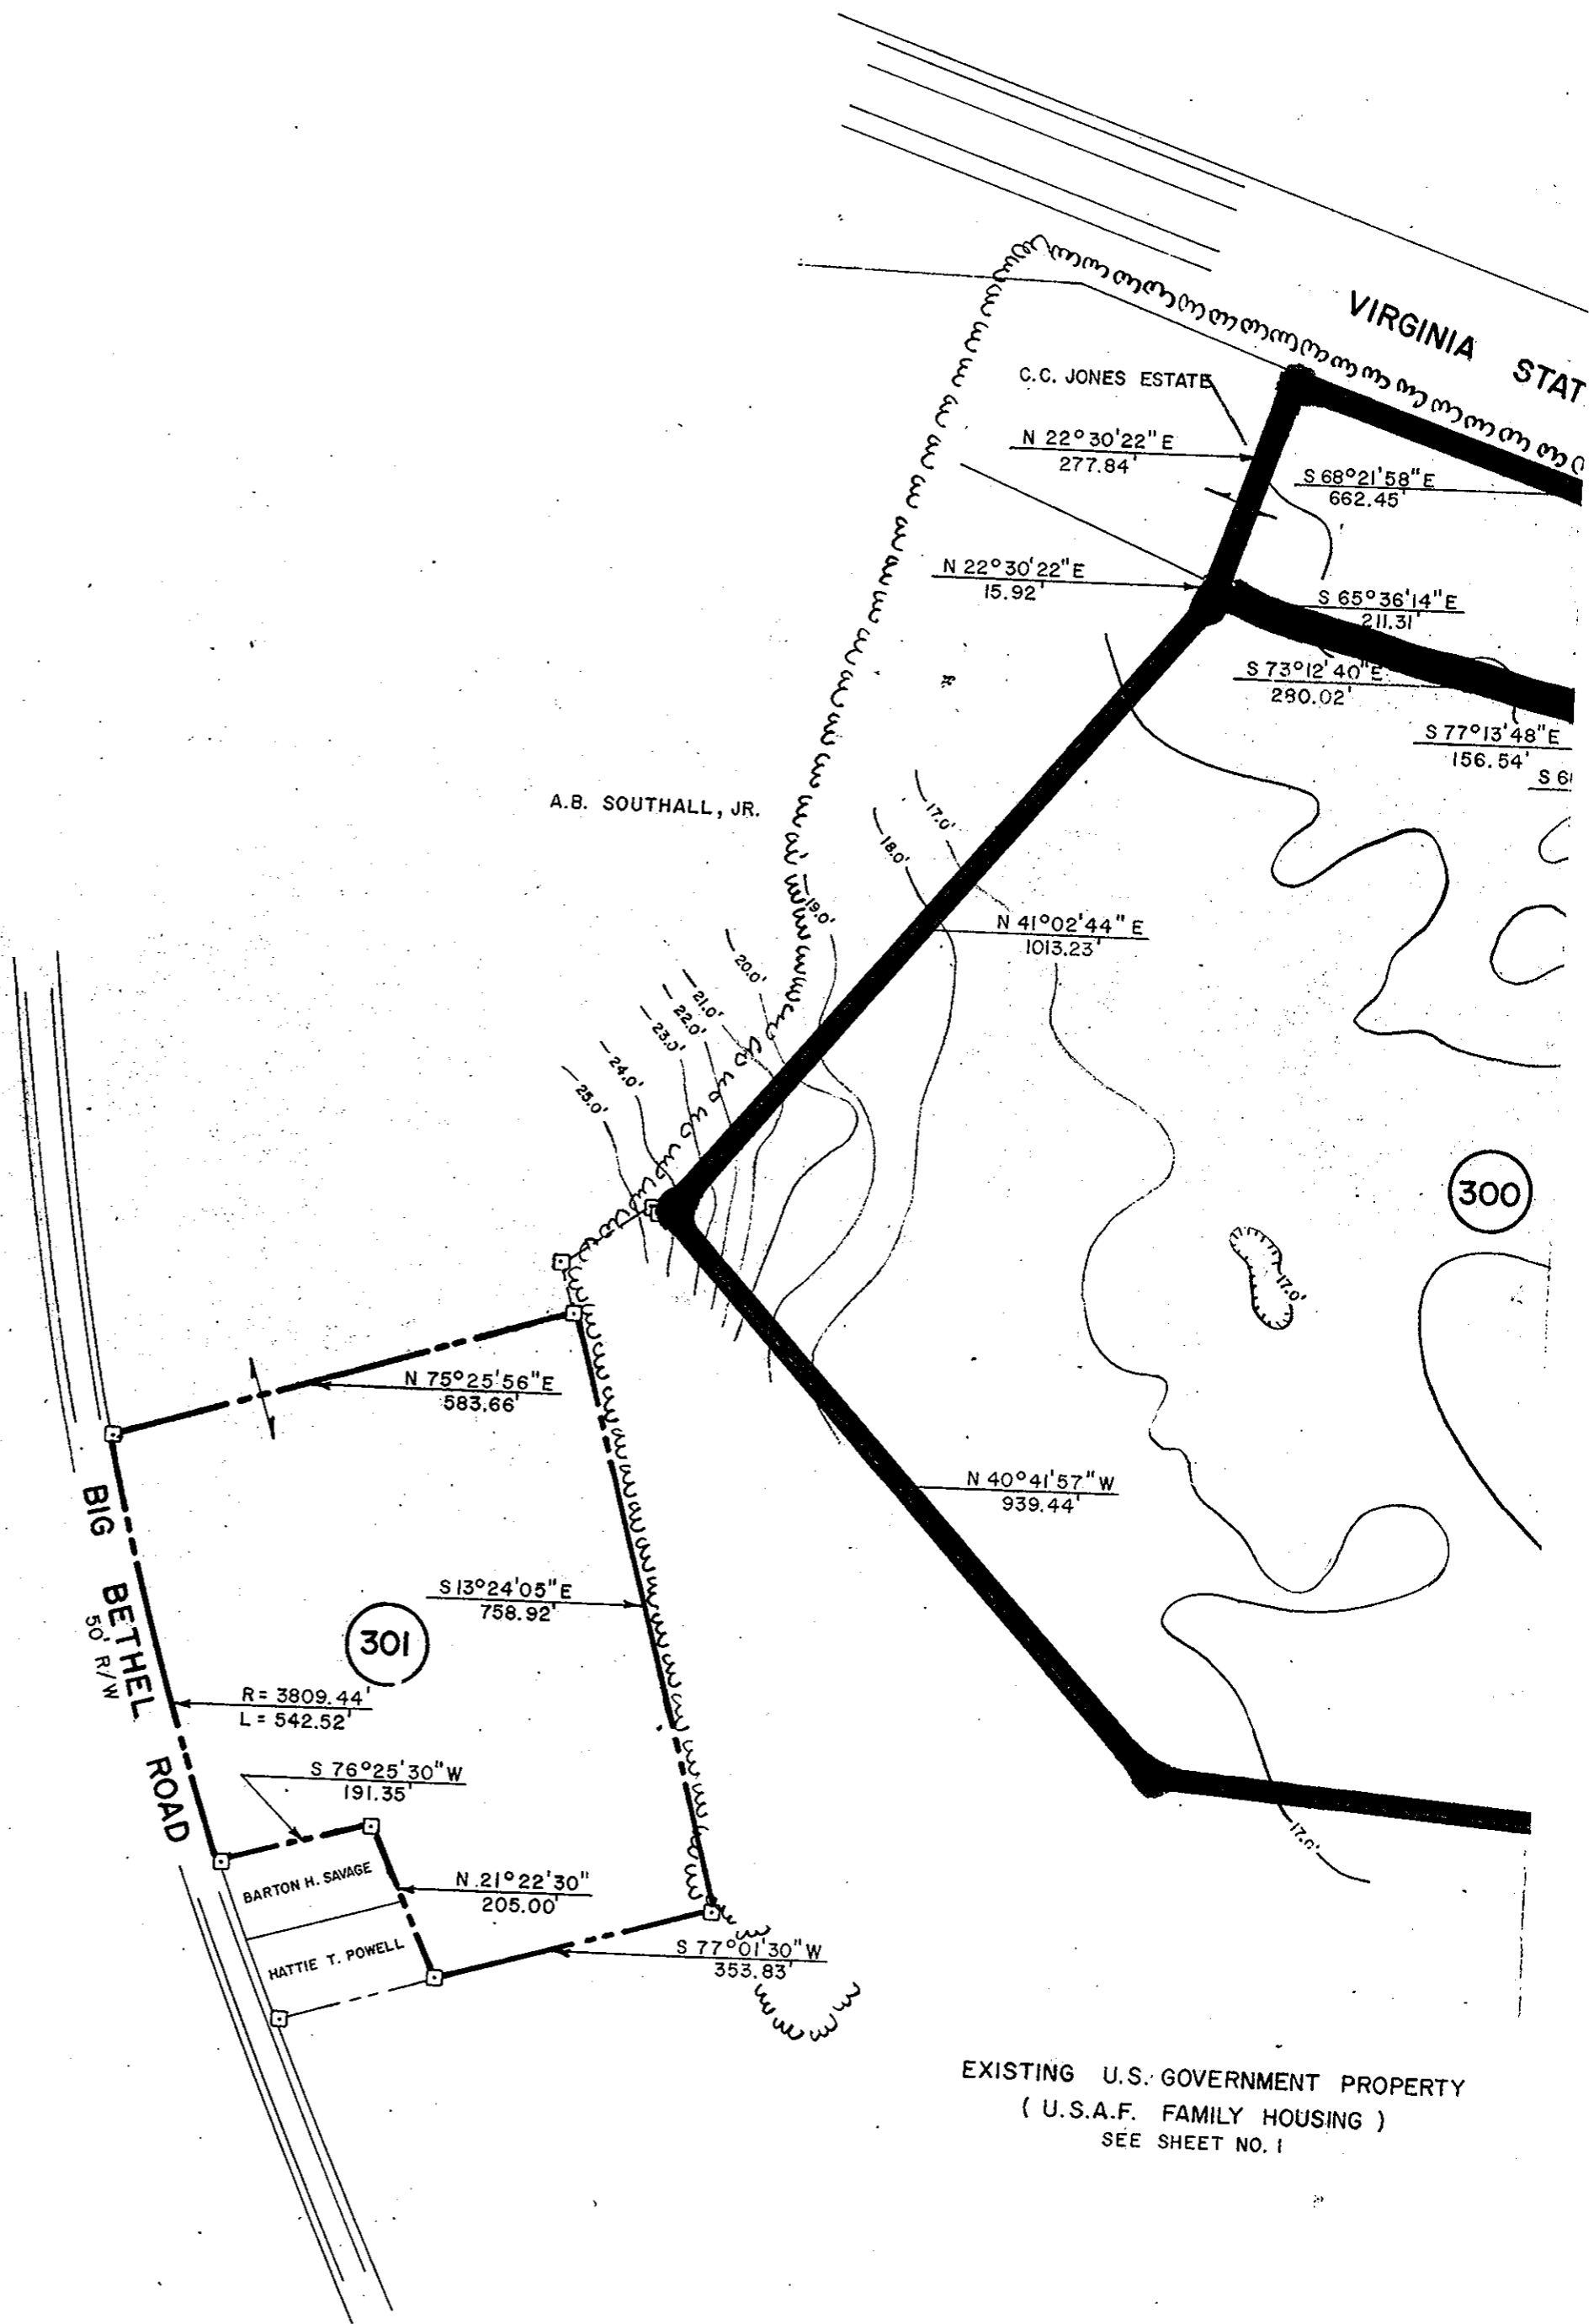 VIRGINIA STAT
C.C. JONES ESTATE
N 22°30'22" E
277.84'
S 68°21'58" E
662.45'
N 22°30'22" E
15.92'
S 65°36'14" E
211.31'
S 73°12'40" E
280.02'
S 77°13'48" E
156.54'
S 6
A.B. SOUTHALL, JR.
17.0'
18.0'
19.0'
N 41°02'44" E
1013.23'
20.0'
21.0'
22.0'
23.0'
24.0'
25.0'
300
17.0'
N 75°25'56" E
583.66'
N 40°41'57" W
939.44'
BIG BETHEL ROAD
50' R/W
S 13°24'05" E
758.92'
301
R = 3809.44'
L = 542.52'
S 76°25'30" W
191.35'
17.0'
BARTON H. SAVAGE
N 21°22'30"
205.00'
HATTIE T. POWELL
S 77°01'30" W
353.83'
EXISTING U.S. GOVERNMENT PROPERTY
( U.S.A.F. FAMILY HOUSING )
SEE SHEET NO. 1